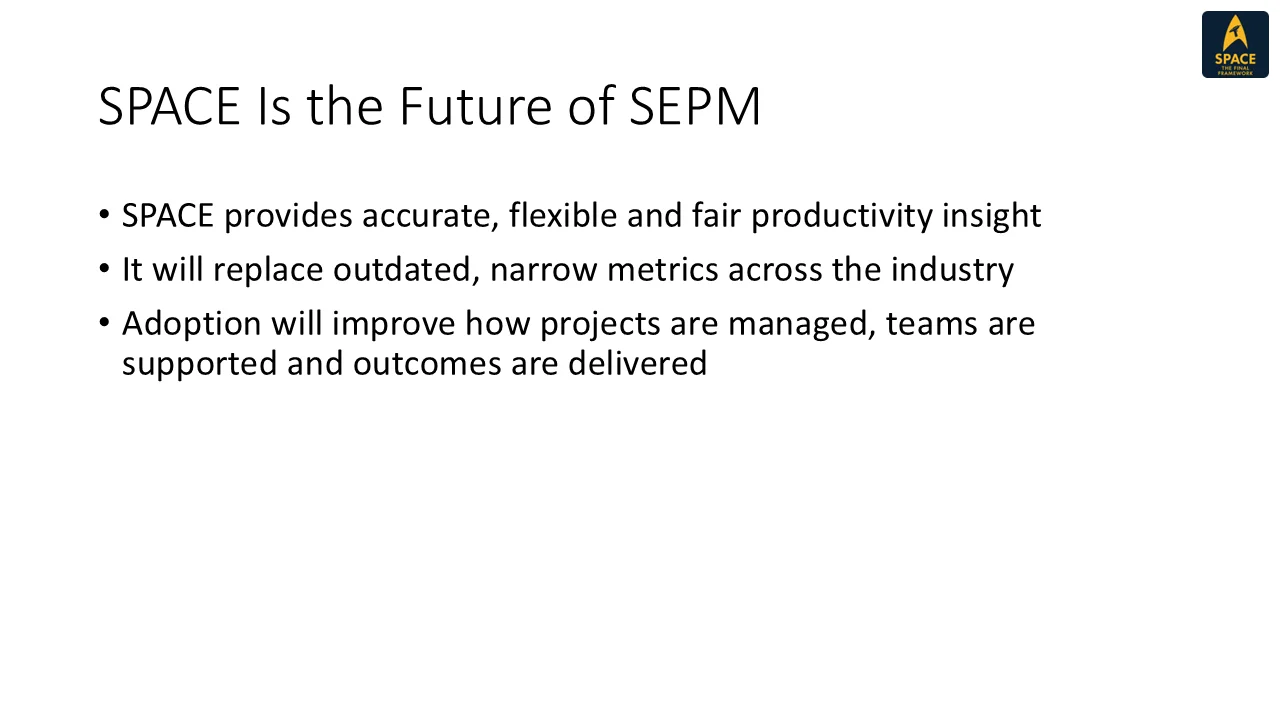 SPACE
THE FINAL
FRAMEWORK
SPACE Is the Future of SEPM
• SPACE provides accurate, flexible and fair productivity insight
• It will replace outdated, narrow metrics across the industry
• Adoption will improve how projects are managed, teams are
supported and outcomes are delivered